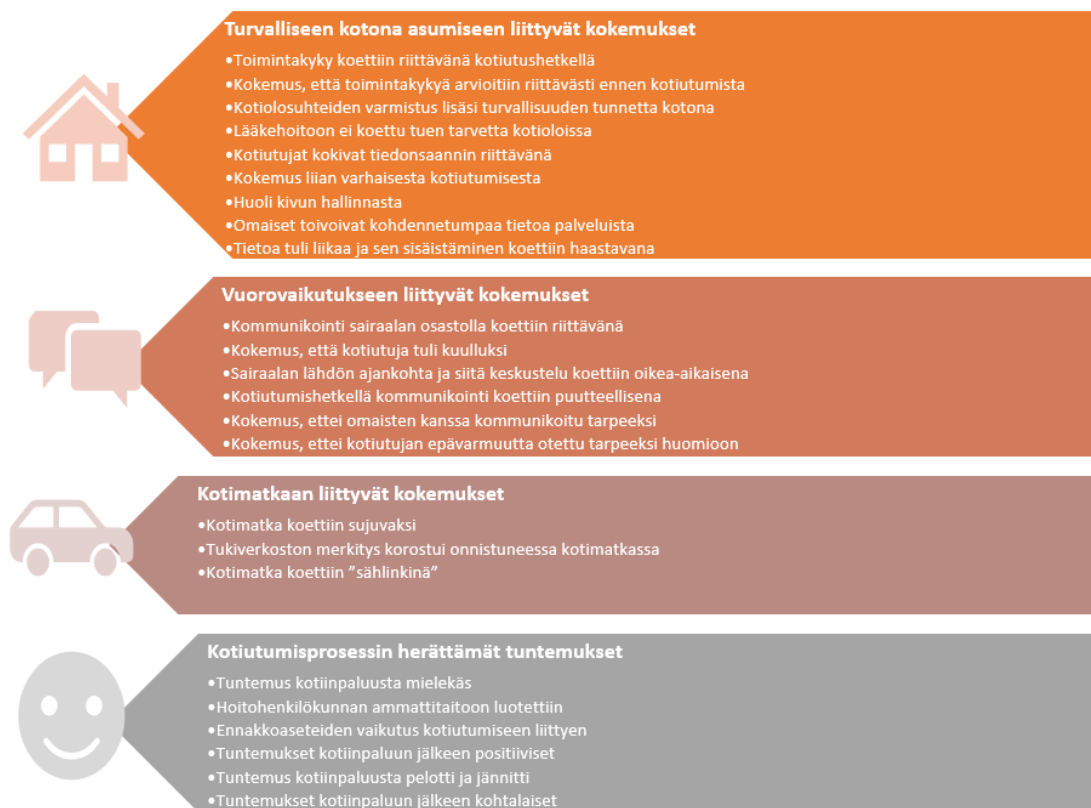 Turvalliseen kotona asumiseen liittyvät kokemukset
•Toimintakyky koettiin riittävänä kotiutushetkellä
•Kokemus, että toimintakykyä arvioitiin riittävästi ennen kotiutumista
•Kotiolosuhteiden varmistus lisäsi turvallisuuden tunnetta kotona
•Lääkehoitoon ei koettu tuen tarvetta kotioloissa
•Kotiutujat kokivat tiedonsaannin riittävänä
•Kokemus liian varhaisesta kotiutumisesta
•Huoli kivun hallinnasta
•Omaiset toivoivat kohdennetumpaa tietoa palveluista
•Tietoa tuli liikaa ja sen sisäistäminen koettiin haastavana
Vuorovaikutukseen liittyvät kokemukset
•Kommunikointi sairaalan osastolla koettiin riittävänä
•Kokemus, että kotiutuja tuli kuulluksi
•Sairaalan lähdön ajankohta ja siitä keskustelu koettiin oikea-aikaisena
•Kotiutumishetkellä kommunikointi koettiin puutteellisena
•Kokemus, ettei omaisten kanssa kommunikoitu tarpeeksi
•Kokemus, ettei kotiutujan epävarmuutta otettu tarpeeksi huomioon
Kotimatkaan liittyvät kokemukset
•Kotimatka koettiin sujuvaksi
•Tukiverkoston merkitys korostui onnistuneessa kotimatkassa
•Kotimatka koettiin ”sählinkinä”
Kotiutumisprosessin herättämät tuntemukset
•Tuntemus kotiinpaluusta mielekäs
•Hoitohenkilökunnan ammattitaitoon luotettiin
•Ennakkoaseteiden vaikutus kotiutumiseen liittyen
•Tuntemukset kotiinpaluun jälkeen positiiviset
•Tuntemus kotiinpaluusta pelotti ja jännitti
•Tuntemukset kotiinpaluun jälkeen kohtalaiset